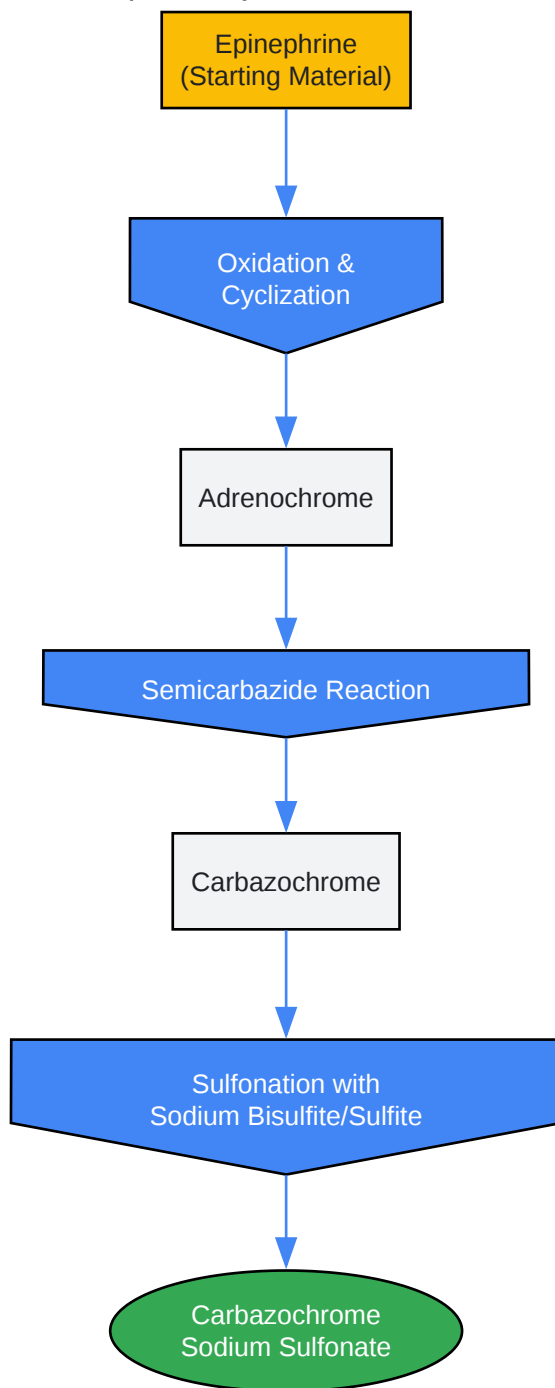 Epinephrine
(Starting Material)
Oxidation &
Cyclization
Adrenochrome
Semicarbazide Reaction
Carbazochrome
Sulfonation with
Sodium Bisulfite/Sulfite
Carbazochrome
Sodium Sulfonate